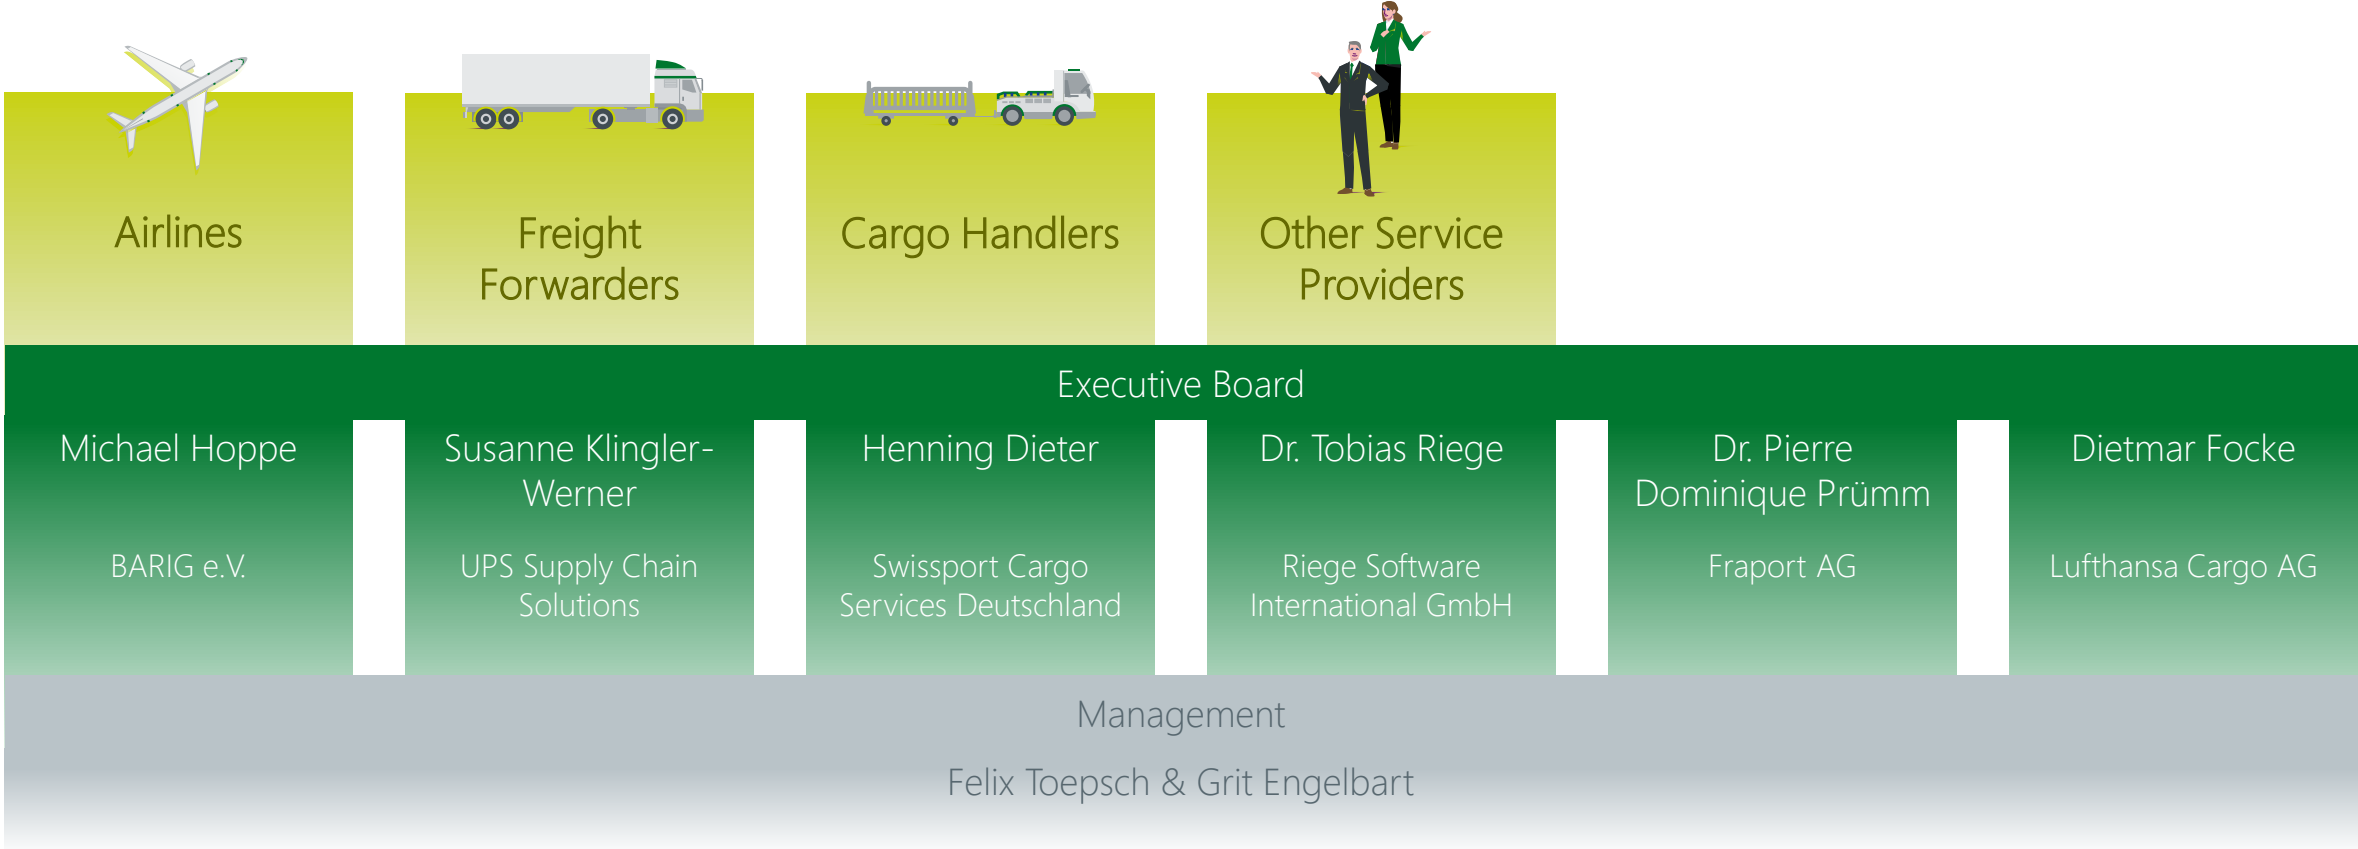 Airlines
Freight
Forwarders
Cargo Handlers
Other Service
Providers
Executive Board
Michael Hoppe
BARIG e.V.
Susanne Klingler-
Werner
UPS Supply Chain
Solutions
Henning Dieter
Swissport Cargo
Services Deutschland
Dr. Tobias Riege
Riege Software
International GmbH
Dr. Pierre
Dominique Prümm
Fraport AG
Dietmar Focke
Lufthansa Cargo AG
Management
Felix Toepsch & Grit Engelbart